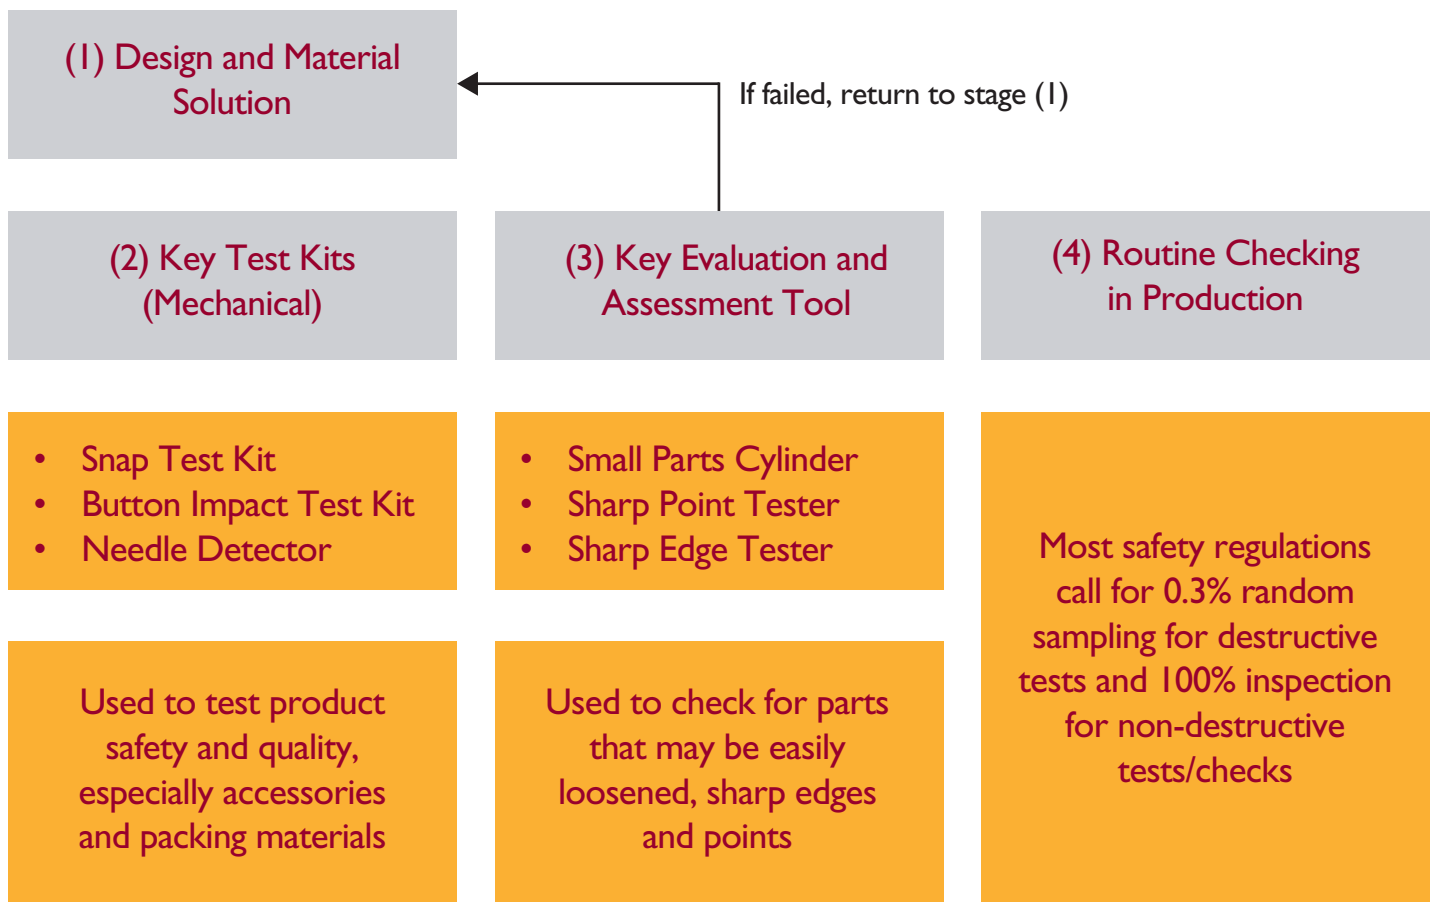 (1) Design and Material
Solution
If failed, return to stage (1)
(2) Key Test Kits
(Mechanical)
(3) Key Evaluation and
Assessment Tool
(4) Routine Checking
in Production
• Snap Test Kit
• Button Impact Test Kit
• Needle Detector
• Small Parts Cylinder
• Sharp Point Tester
• Sharp Edge Tester
Most safety regulations
call for 0.3% random
sampling for destructive
tests and 100% inspection
for non-destructive
tests/checks
Used to test product
safety and quality,
especially accessories
and packing materials
Used to check for parts
that may be easily
loosened, sharp edges
and points